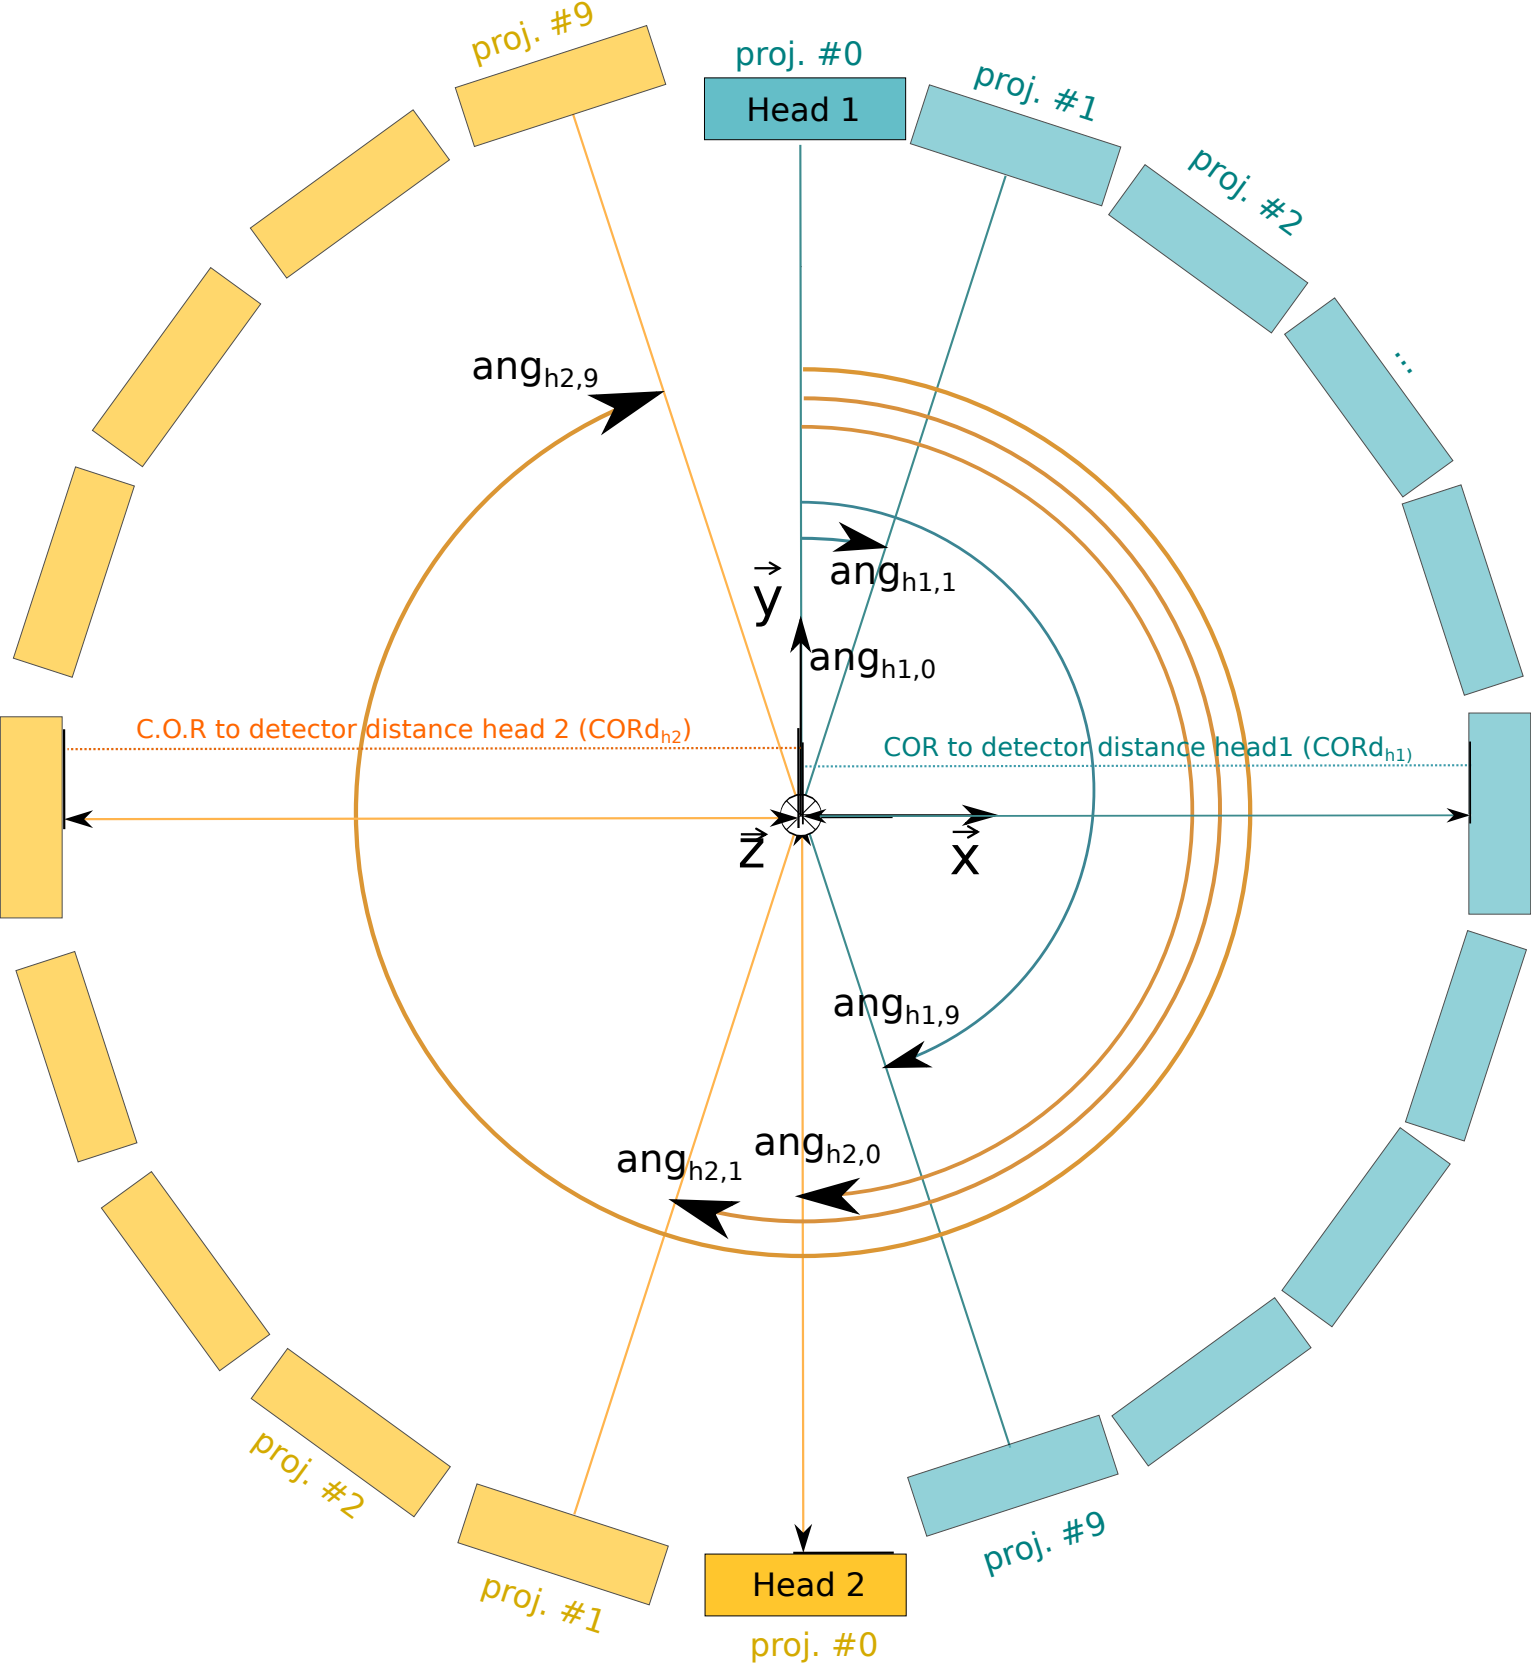 proj. #9
proj. #0
Head 1
proj. #1
proj. #2
...
angh2,9
angh1,1
y
angh1,0
C.O.R to detector distance head 2 (CORdh2)
COR to detector distance head1 (CORdh1)
z
x
angh1,9
angh2,1
angh2,0
proj. #2
proj. #9
proj. #1
Head 2
proj. #0